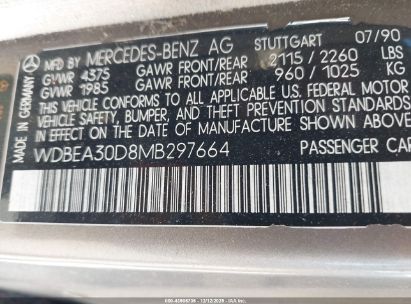 MFD BY MERCEDES-BENZ AG STUTTGART 07/90
GVWR 4375 GAWR FRONT/REAR 2115/2260 LBS
GVWR 1985 GAWR FRONT/REAR 960/1025 KG
THIS VEHICLE CONFORMS TO ALL APPLICABLE U.S. FEDERAL MOTOR
VEHICLE SAFETY, BUMPER, AND THEFT PREVENTION STANDARDS
IN EFFECT ON THE DATE OF MANUFACTURE SHOWN ABOVE
WDBEA30D8MB297664 PASSENGER CAR
MADE IN GERMANY